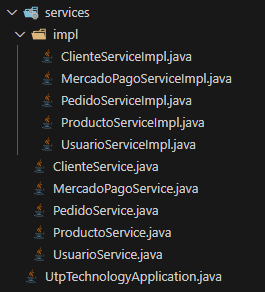 services
impl
ClienteServiceImpl.java
MercadoPagoServiceImpl.java
PedidoServiceImpl.java
ProductoServiceImpl.java
UsuarioServiceImpl.java
ClienteService.java
MercadoPagoService.java
PedidoService.java
ProductoService.java
UsuarioService.java
UtpTechnologyApplication.java